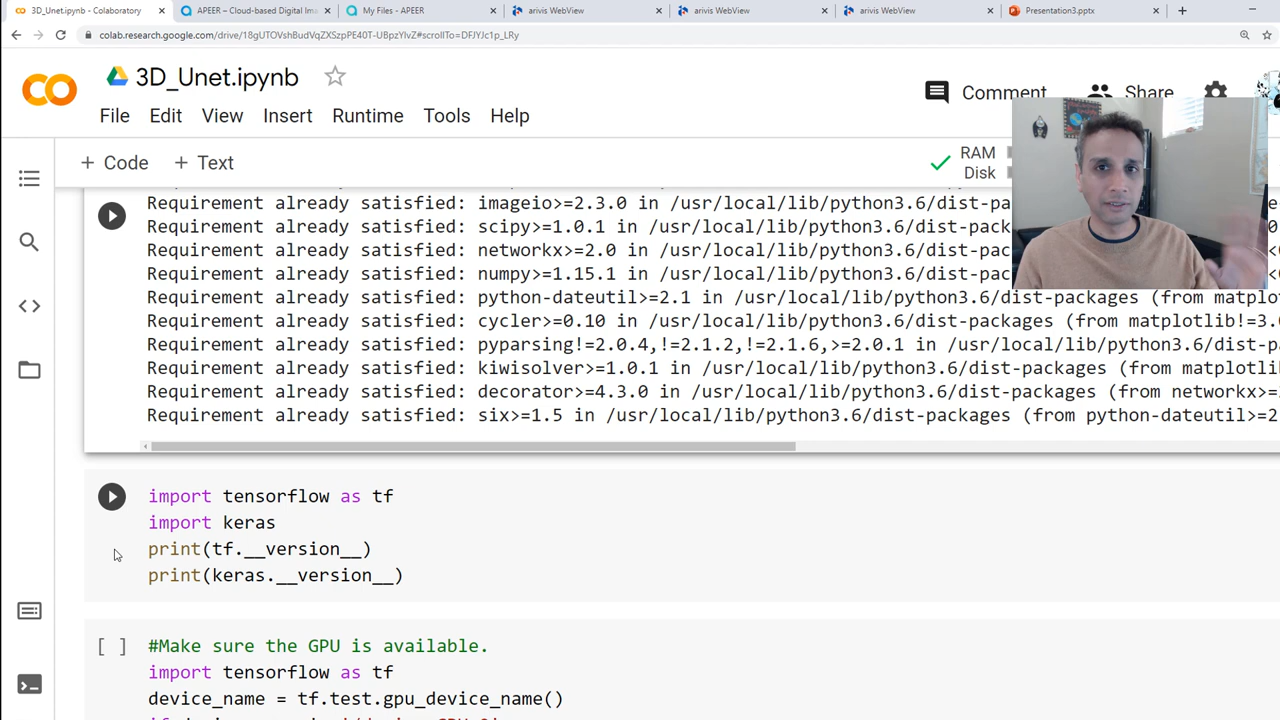 3D_Unet.ipynb - Colaboratory
APEER – Cloud-based Digital Ima
My Files - APEER
arivis WebView
arivis WebView
arivis WebView
Presentation3.pptx
colab.research.google.com/drive/18gUTOVshBudVqZXSzpPE40T-UBpzYlvZ#scrollTo=DFJYJc1p_LRy
3D_Unet.ipynb
Comment
Share
File Edit View Insert Runtime Tools Help
+ Code + Text
RAM
Disk
Requirement already satisfied: imageio>=2.3.0 in /usr/local/lib/python3.6/dist-pa
Requirement already satisfied: scipy>=1.0.1 in /usr/local/lib/python3.6/dist-pack
Requirement already satisfied: networkx>=2.0 in /usr/local/lib/python3.6/dist-pac
Requirement already satisfied: numpy>=1.15.1 in /usr/local/lib/python3.6/dist-pac
Requirement already satisfied: python-dateutil>=2.1 in /usr/local/lib/python3.6/dist-packages (from matplo
Requirement already satisfied: cycler>=0.10 in /usr/local/lib/python3.6/dist-packages (from matplotlib!=3.0
Requirement already satisfied: pyparsing!=2.0.4,!=2.1.2,!=2.1.6,>=2.0.1 in /usr/local/lib/python3.6/dist-pa
Requirement already satisfied: kiwisolver>=1.0.1 in /usr/local/lib/python3.6/dist-packages (from matplotlib
Requirement already satisfied: decorator>=4.3.0 in /usr/local/lib/python3.6/dist-packages (from networkx>=2
Requirement already satisfied: six>=1.5 in /usr/local/lib/python3.6/dist-packages (from python-dateutil>=2.
import tensorflow as tf
import keras
print(tf.__version__)
print(keras.__version__)
[ ] #Make sure the GPU is available.
import tensorflow as tf
device_name = tf.test.gpu_device_name()